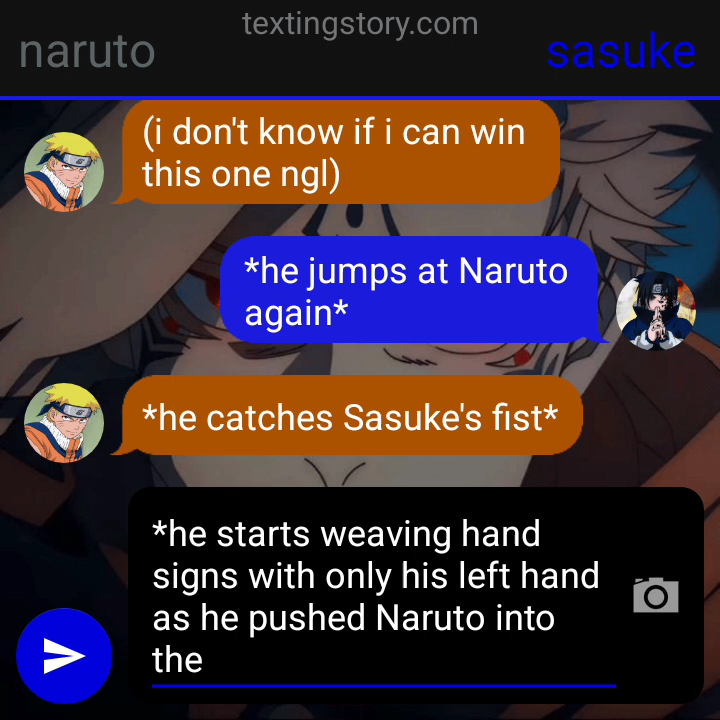 textingstory.com
naruto
sasuke
(i don't know if i can win
this one ngl)
*he jumps at Naruto
again*
*he catches Sasuke's fist*
*he starts weaving hand
signs with only his left hand
as he pushed Naruto into
the